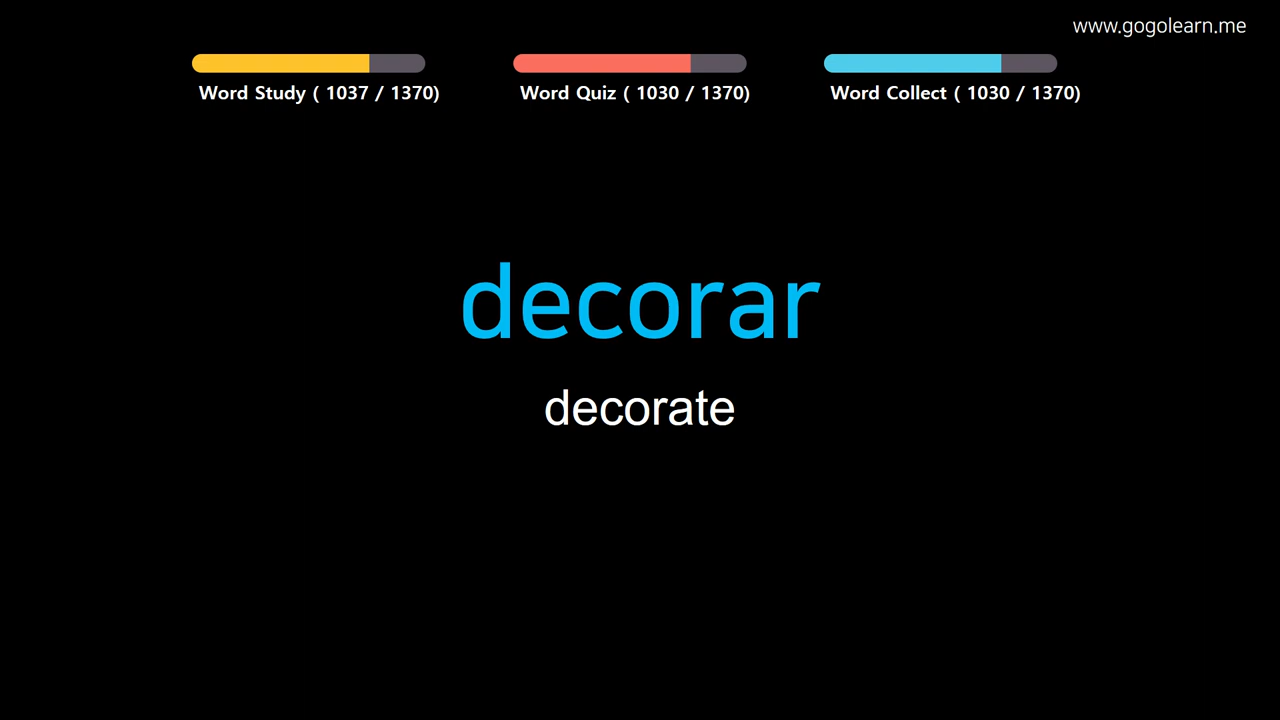 www.gogolearn.me
Word Study ( 1037 / 1370)
Word Quiz ( 1030 / 1370)
Word Collect ( 1030 / 1370)
decorar
decorate